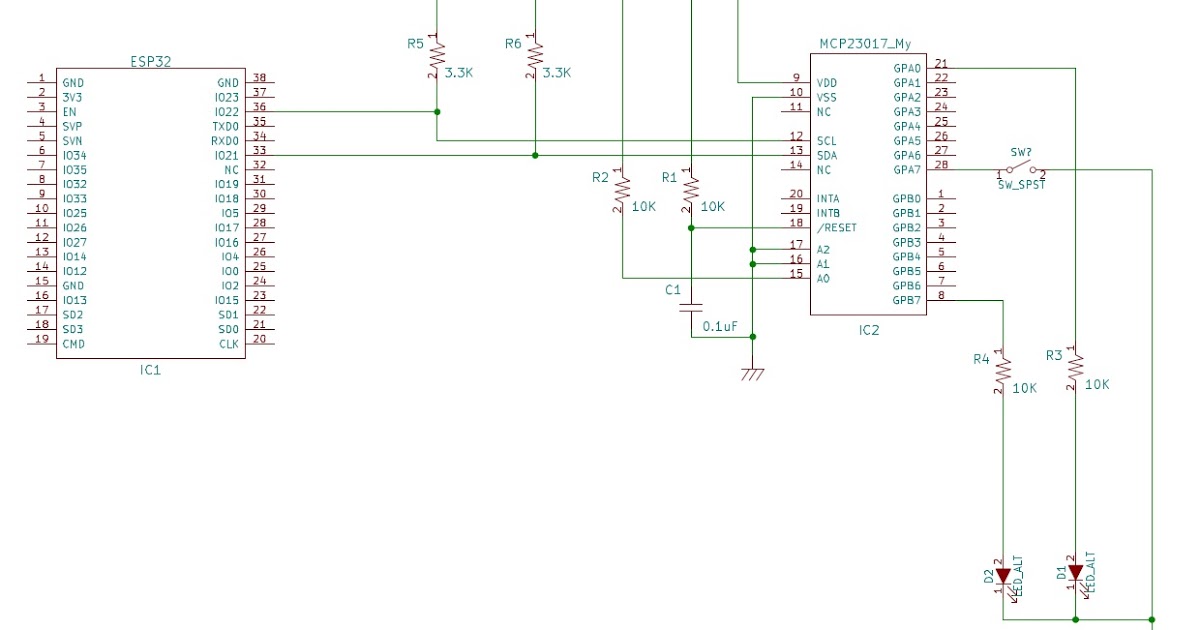 ESP32
1 GND GND 38
2 3V3 IO23 37
3 EN IO22 36
4 SVP TXD0 35
5 SVN RXD0 34
6 IO34 IO21 33
7 IO35 NC 32
8 IO32 IO19 31
9 IO33 IO18 30
10 IO25 IO5 29
11 IO26 IO17 28
12 IO27 IO16 27
13 IO14 IO4 26
14 IO12 IO0 25
15 GND IO2 24
16 IO13 IO15 23
17 SD2 SD1 22
18 SD3 SD0 21
19 CMD CLK 20
IC1
R5 1
2 3.3K
R6 1
2 3.3K
R2 1
2 10K
R1 1
2 10K
C1
0.1uF
MCP23017_My
9 VDD
10 VSS
11 NC
12 SCL
13 SDA
14 NC
20 INTA
19 INTB
18 /RESET
17 A2
16 A1
15 A0
GPA0 21
GPA1 22
GPA2 23
GPA3 24
GPA4 25
GPA5 26
GPA6 27
GPA7 28
GPB0 1
GPB1 2
GPB2 3
GPB3 4
GPB4 5
GPB5 6
GPB6 7
GPB7 8
IC2
SW?
1 2
SW_SPST
R4 1
2 10K
R3 1
2 10K
D2 1 2 LED_ALT
D1 1 2 LED_ALT